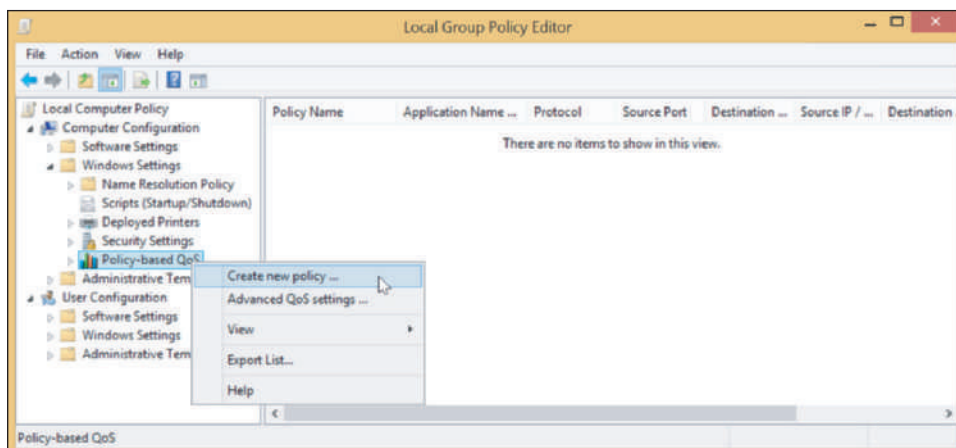 Local Group Policy Editor
File Action View Help
Local Computer Policy
Computer Configuration
Software Settings
Windows Settings
Name Resolution Policy
Scripts (Startup/Shutdown)
Deployed Printers
Security Settings
Policy-based QoS
Administrative Tem
User Configuration
Software Settings
Windows Settings
Administrative Tem
Policy Name Application Name ... Protocol Source Port Destination ... Source IP / ... Destination
There are no items to show in this view.
Create new policy ...
Advanced QoS settings ...
View
Export List...
Help
Policy-based QoS